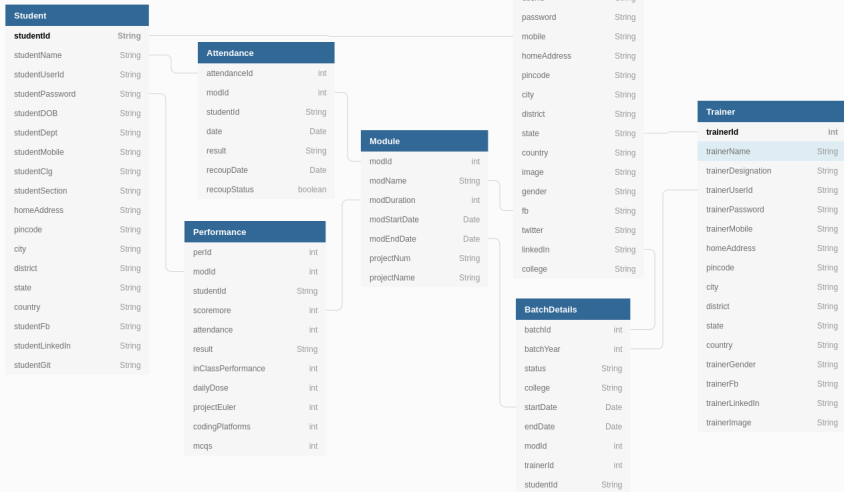 Student
studentId String
studentName String
studentUserId String
studentPassword String
studentDOB String
studentDept String
studentMobile String
studentClg String
studentSection String
homeAddress String
pincode String
city String
district String
state String
country String
studentFb String
studentLinkedIn String
studentGit String
Attendance
attendanceId int
modId int
studentId String
date Date
result String
recoupDate Date
recoupStatus boolean
Performance
perId int
modId int
studentId String
scoremore int
attendance int
result String
inClassPerformance int
dailyDose int
projectEuler int
codingPlatforms int
mcqs int
Module
modId int
modName String
modDuration int
modStartDate Date
modEndDate Date
projectNum String
projectName String
password String
mobile String
homeAddress String
pincode String
city String
district String
state String
country String
image String
gender String
fb String
twitter String
linkedIn String
college String
BatchDetails
batchId int
batchYear int
status String
college String
startDate Date
endDate Date
modId int
trainerId int
studentId String
Trainer
trainerId int
trainerName String
trainerDesignation String
trainerUserId String
trainerPassword String
trainerMobile String
homeAddress String
pincode String
city String
district String
state String
country String
trainerGender String
trainerFb String
trainerLinkedIn String
trainerImage String